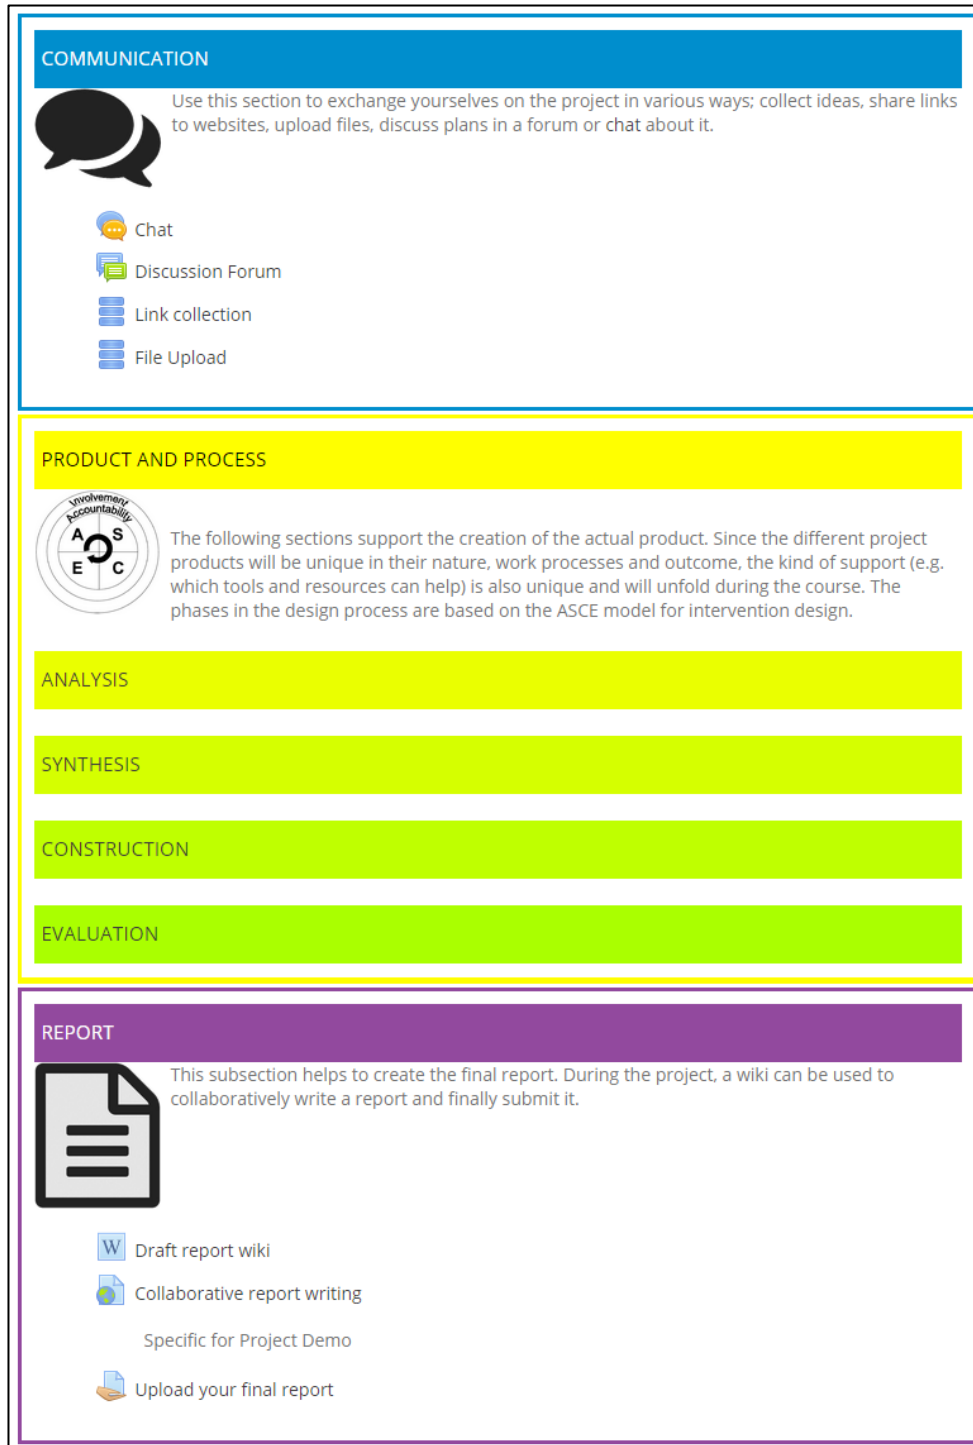 COMMUNICATION
Use this section to exchange yourselves on the project in various ways; collect ideas, share links
to websites, upload files, discuss plans in a forum or chat about it.
Chat
Discussion Forum
Link collection
File Upload
PRODUCT AND PROCESS
Involvement
Accountability
A S
E C
The following sections support the creation of the actual product. Since the different project
products will be unique in their nature, work processes and outcome, the kind of support (e.g.
which tools and resources can help) is also unique and will unfold during the course. The
phases in the design process are based on the ASCE model for intervention design.
ANALYSIS
SYNTHESIS
CONSTRUCTION
EVALUATION
REPORT
This subsection helps to create the final report. During the project, a wiki can be used to
collaboratively write a report and finally submit it.
W Draft report wiki
Collaborative report writing
Specific for Project Demo
Upload your final report